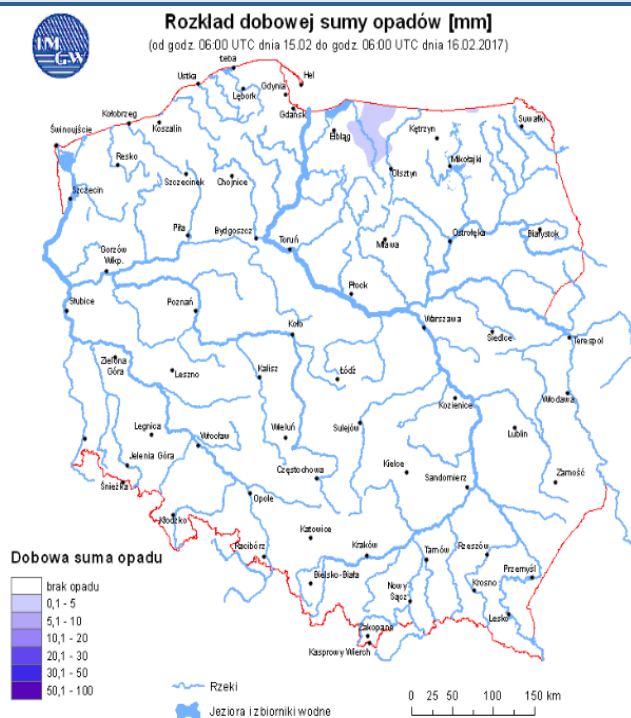 Rozkład dobowej sumy opadów [mm]
(od godz. 06:00 UTC dnia 15.02 do godz. 06:00 UTC dnia 16.02.2017)
IM
GW
Łeba
Hel
Ustka
Gdynia
Lębork
Kołobrzeg
Gdańsk
Koszalin
Suwałki
Elbląg
Kętrzyn
Świnoujście
Resko
Mikołajki
Szczecinek
Chojnice
Olsztyn
Szczecin
Piła
Bydgoszcz
Toruń
Mława
Ostrołęka
Białystok
Gorzów
Wlkp.
Płock
Słubice
Poznań
Warszawa
Koło
Siedlce
Terespol
Zielona
Góra
Leszno
Kalisz
Łódź
Kozienice
Włodawa
Legnica
Wrocław
Wieluń
Sulejów
Lublin
Jelenia Góra
Częstochowa
Kielce
Śnieżka
Opole
Sandomierz
Zamość
Kłodzko
Katowice
Racibórz
Kraków
Tarnów
Rzeszów
Bielsko-Biała
Przemyśl
Nowy
Sącz
Krosno
Lesko
Zakopane
Kasprowy Wierch
Dobowa suma opadu
brak opadu
0,1 - 5
5,1 - 10
10,1 - 20
20,1 - 30
30,1 - 50
50,1 - 100
Rzeki
Jeziora i zbiorniki wodne
0 25 50 100 150 km